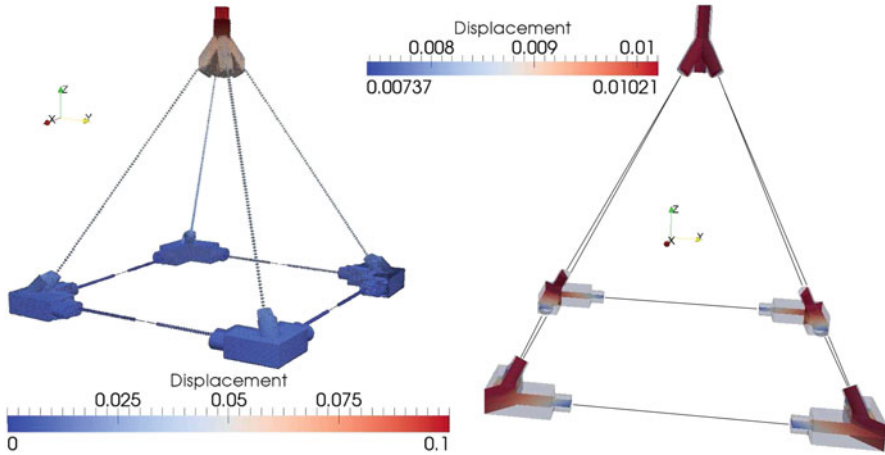 Displacement
0.008 0.009 0.01
0.00737 0.01021
Z
X Y
Z
X Y
Displacement
0.025 0.05 0.075
0 0.1